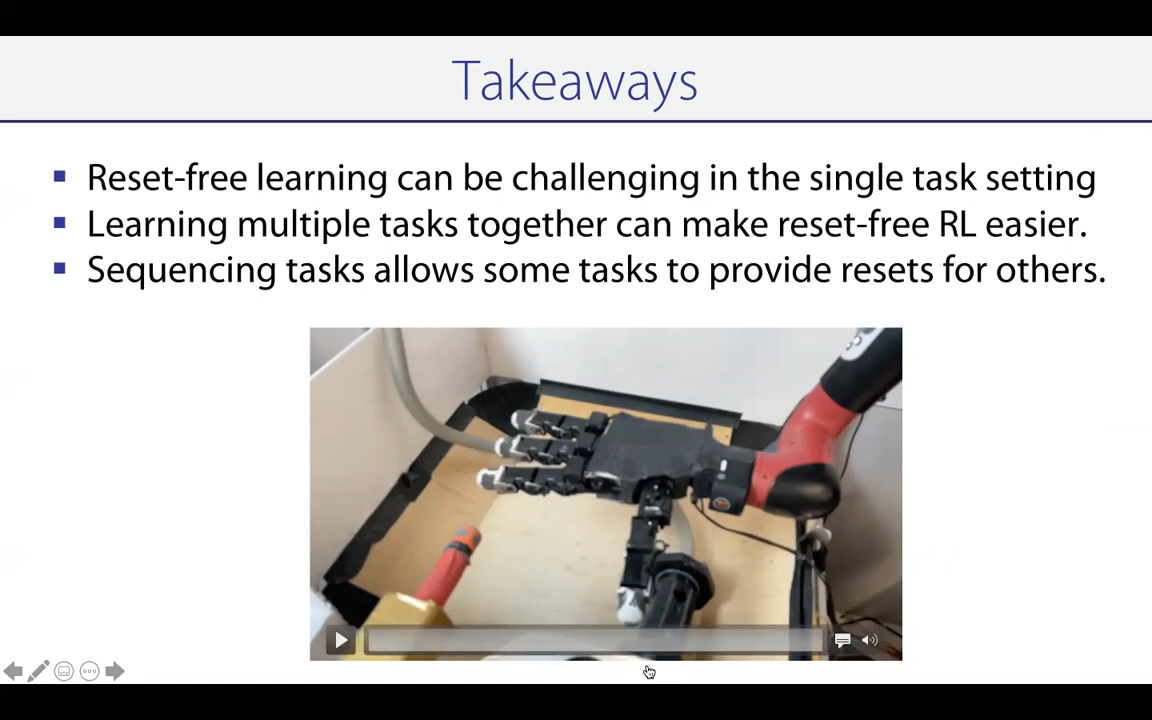 Takeaways
Reset-free learning can be challenging in the single task setting
Learning multiple tasks together can make reset-free RL easier.
Sequencing tasks allows some tasks to provide resets for others.